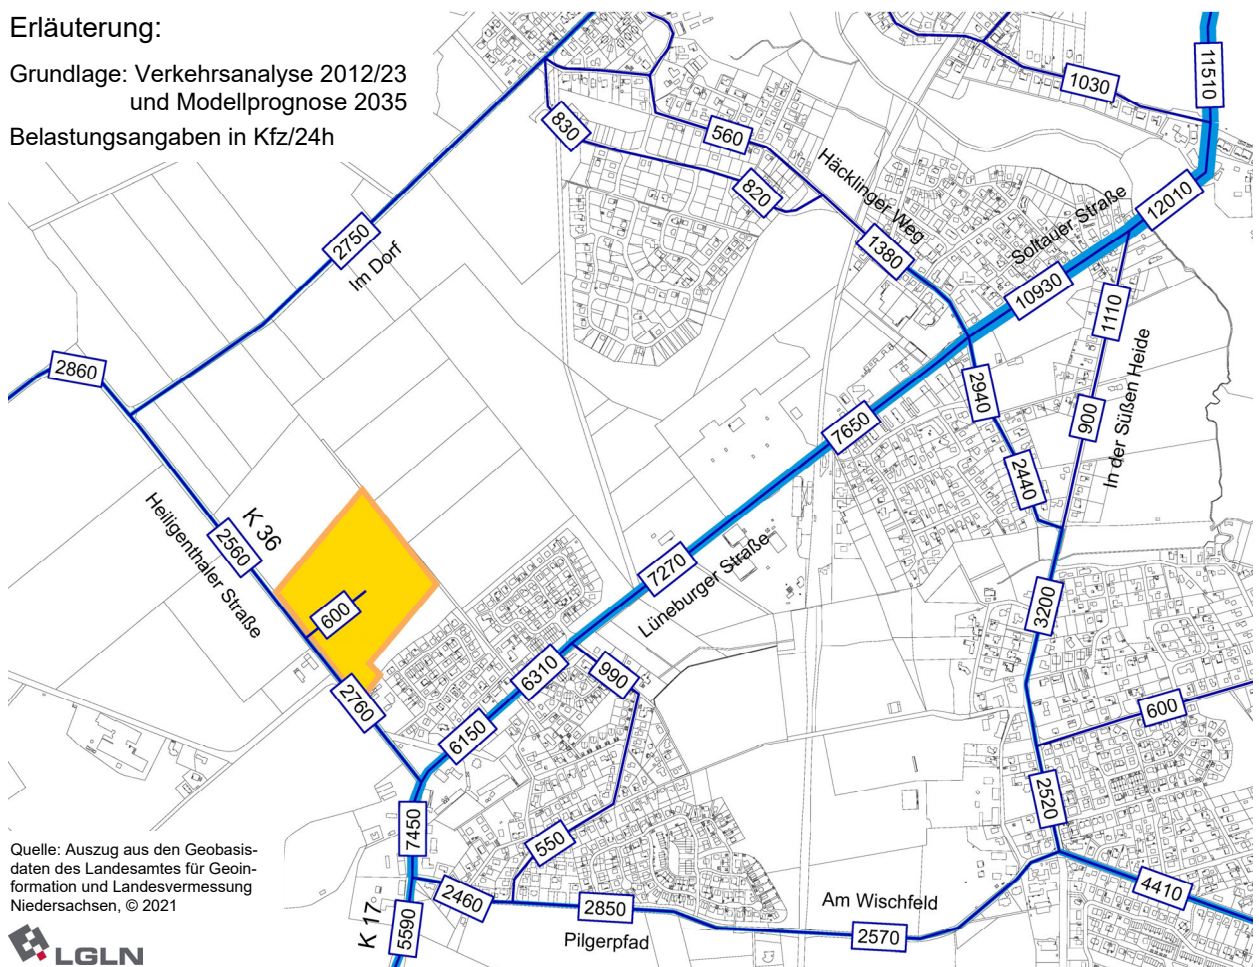 Erläuterung:
Grundlage: Verkehrsanalyse 2012/23
und Modellprognose 2035
Belastungsangaben in Kfz/24h
11510
1030
830
560
820
Häcklinger Weg
12010
Soltauer Straße
2750
Im Dorf
1380
10930
1110
2860
2940
In der Süßen Heide
7650
900
2440
K 36
Heiligenthaler Straße
2560
7270
Lüneburger Straße
600
3200
6310
990
2760
600
6150
2520
7450
550
4410
2460
2850
Am Wischfeld
K 17
5590
Pilgerpfad
2570
Quelle: Auszug aus den Geobasis-
daten des Landesamtes für Geoin-
formation und Landesvermessung
Niedersachsen, © 2021
LGLN